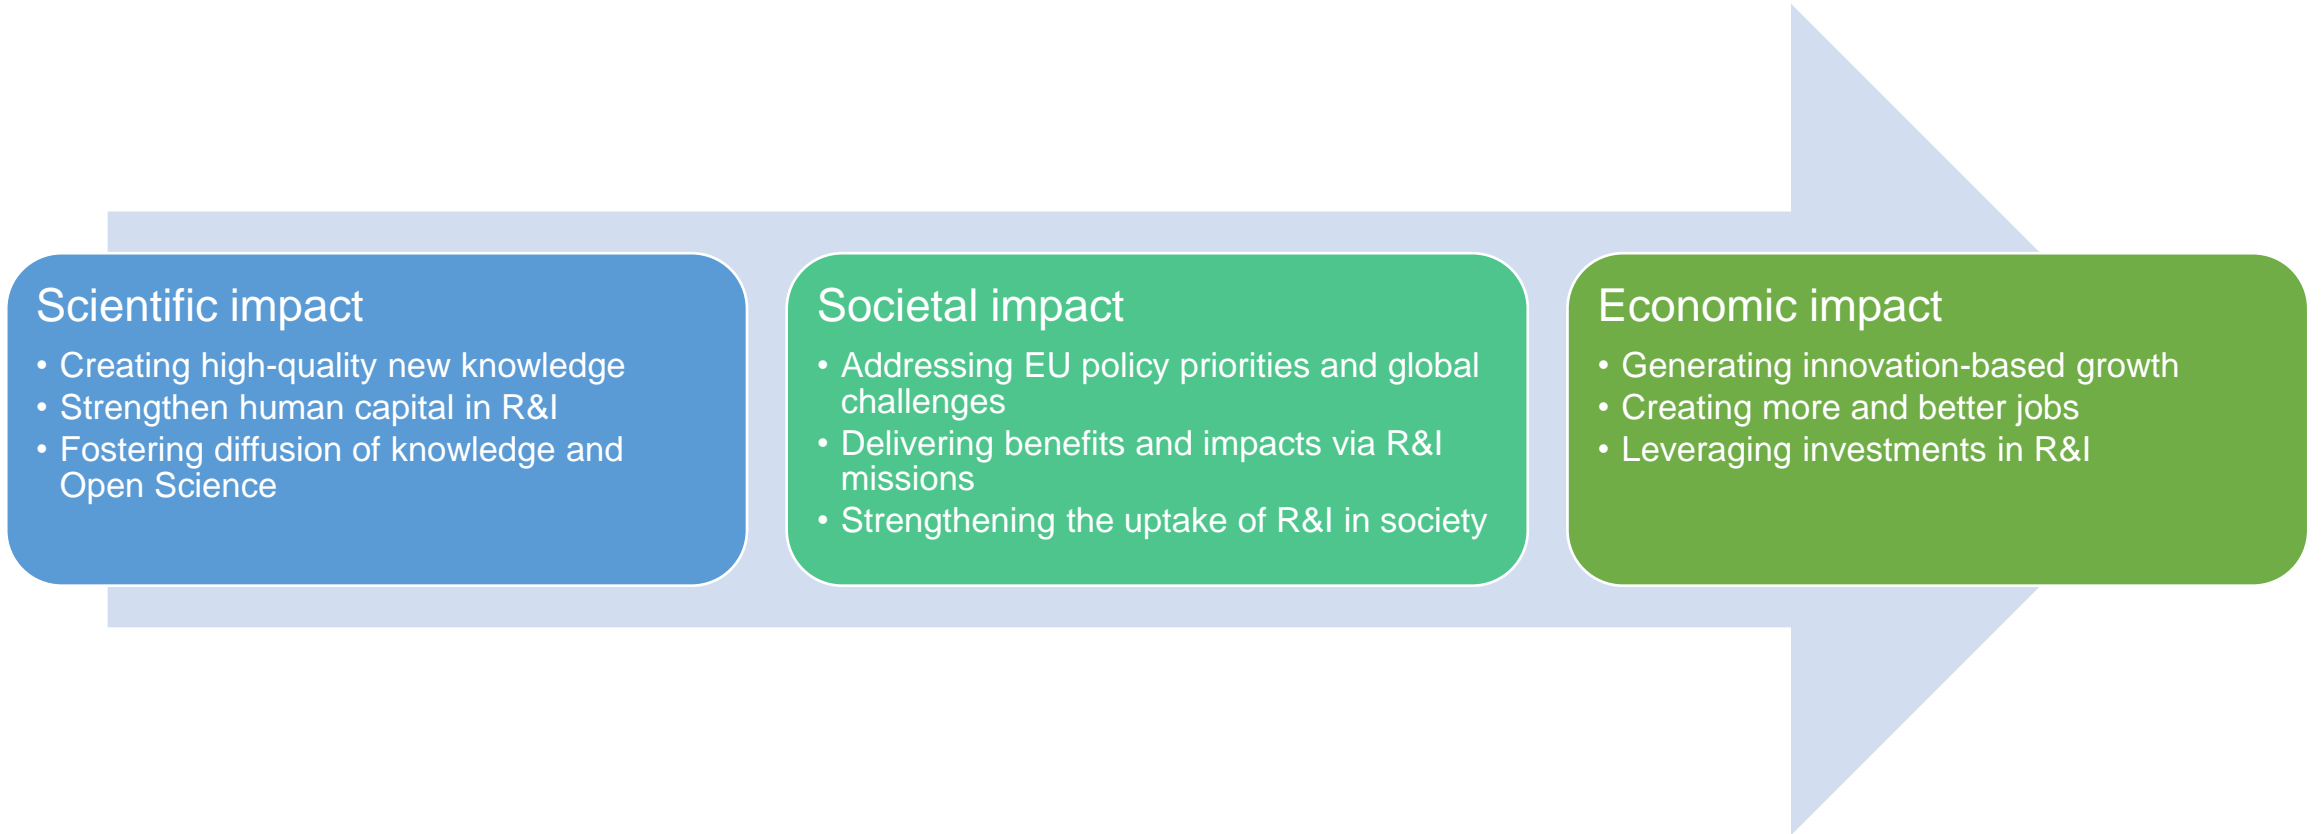 Scientific impact
• Creating high-quality new knowledge
• Strengthen human capital in R&I
• Fostering diffusion of knowledge and
Open Science
Societal impact
• Addressing EU policy priorities and global
challenges
• Delivering benefits and impacts via R&I
missions
• Strengthening the uptake of R&I in society
Economic impact
• Generating innovation-based growth
• Creating more and better jobs
• Leveraging investments in R&I